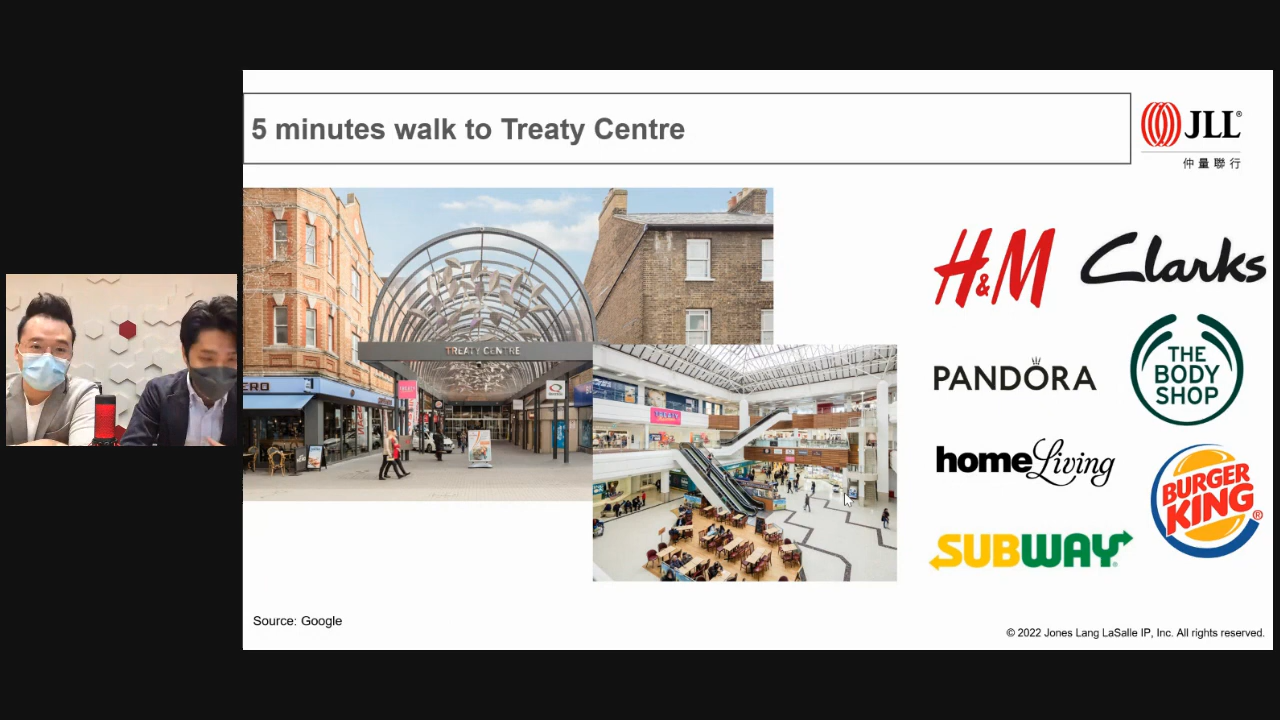 5 minutes walk to Treaty Centre
JLL®
仲量聯行
TREATY CENTRE
H&M
Clarks
PANDÖRA
THE
BODY
SHOP
homeLiving
BURGER
KING®
SUBWAY®
Source: Google
© 2022 Jones Lang LaSalle IP, Inc. All rights reserved.